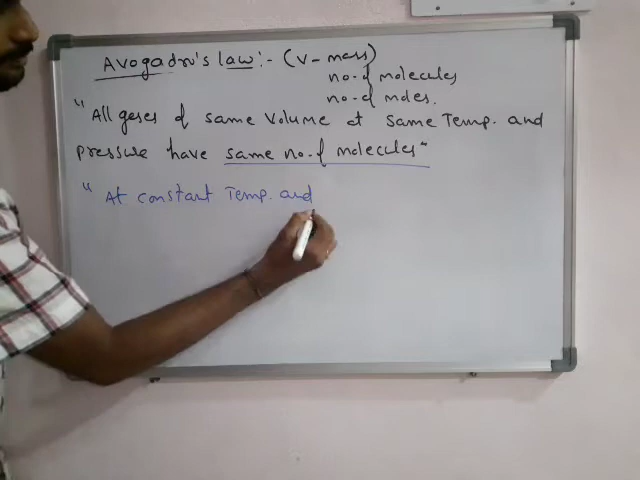 Avogadru's law:- (V- mass)
no. of molecules
no. of moles.
"All gases of same volume at same Temp. and
pressure have same no. of molecules"
" At constant Temp. and